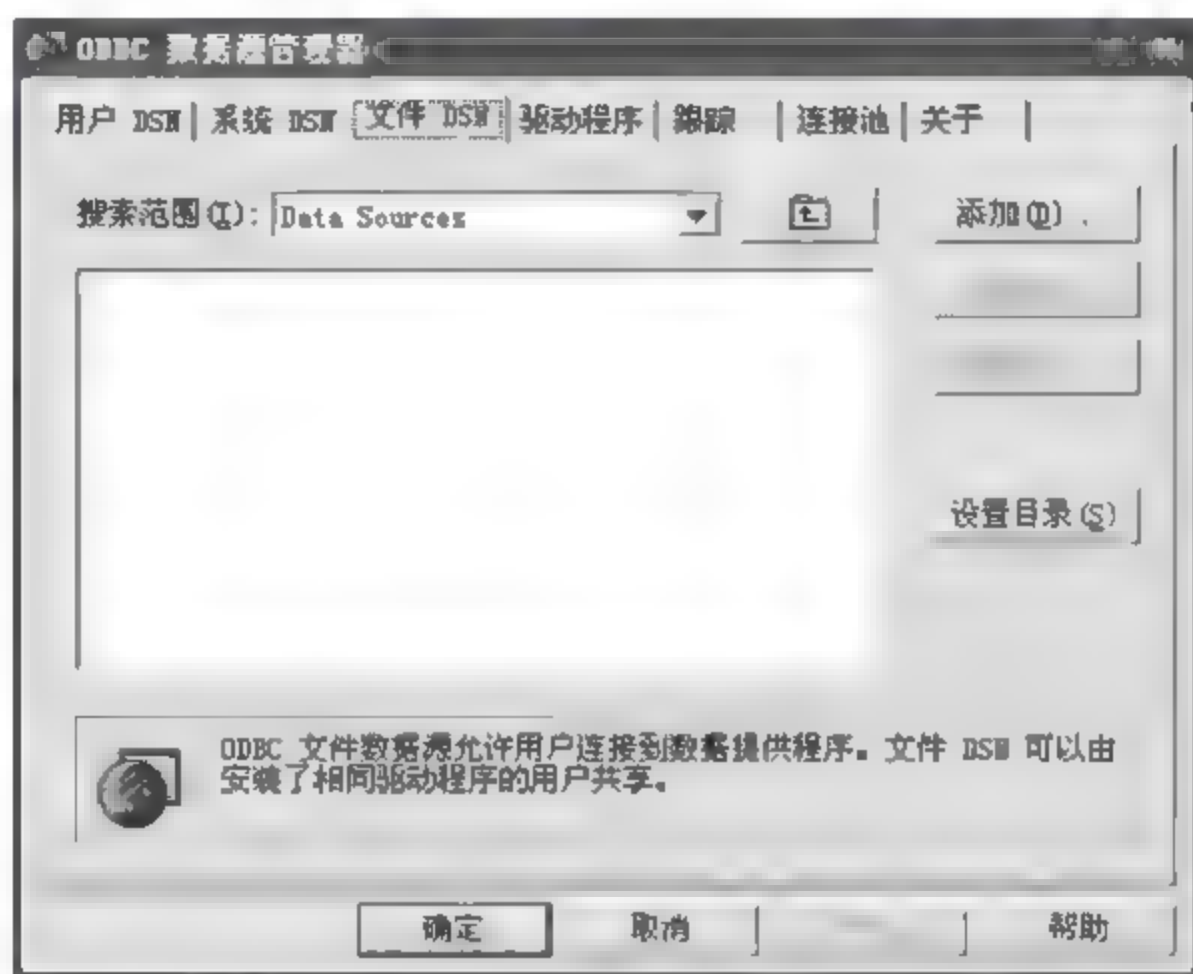 ODBC 数据源管理器
用户 DSN 系统 DSN 文件 DSN 驱动程序 跟踪 连接池 关于
搜索范围(I): Data Sources 添加(D)
设置目录(S)
ODBC 文件数据源允许用户连接到数据提供程序。文件 DSN 可以由
安装了相同驱动程序的用户共享。
确定 取消 帮助